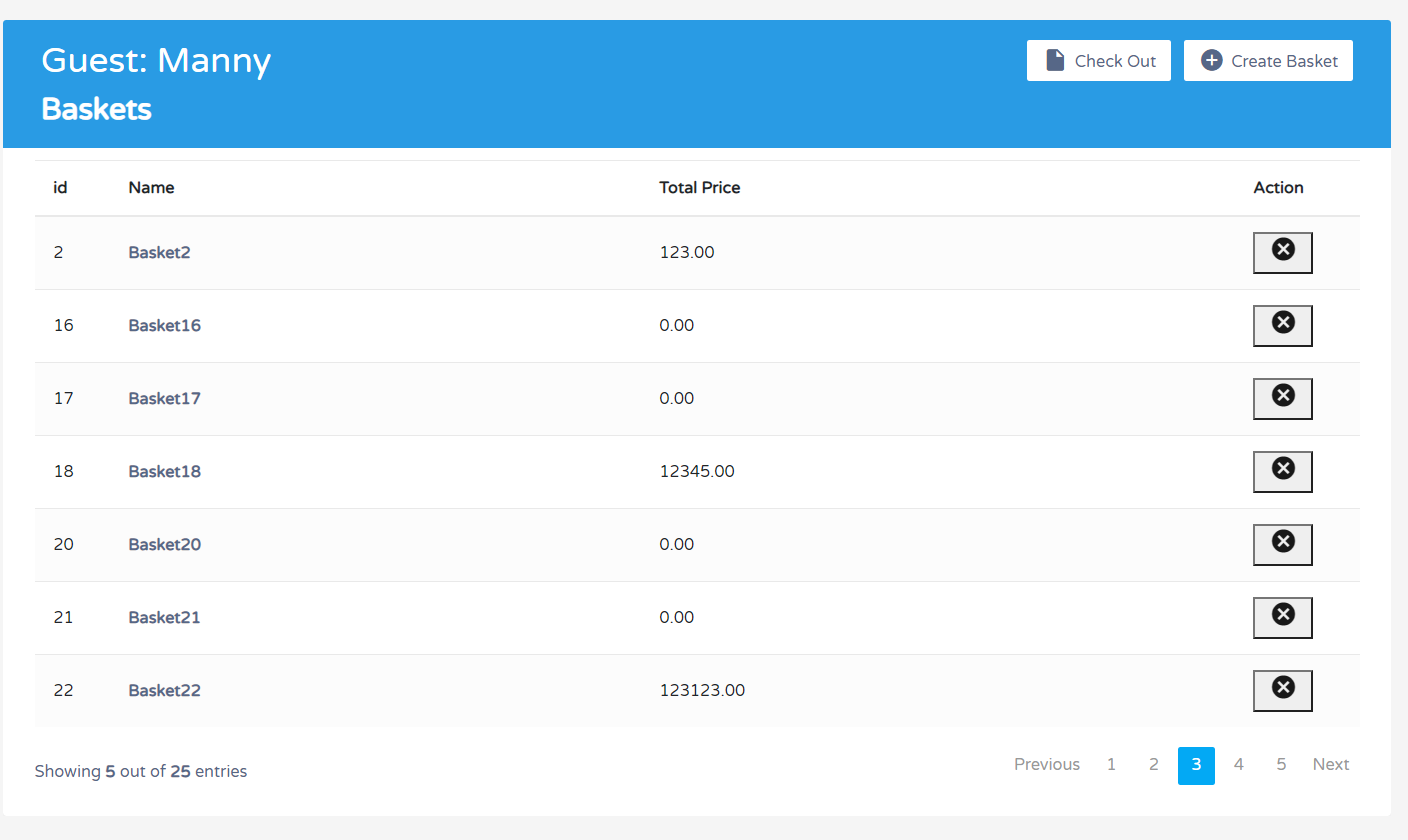 Guest: Manny
Check Out
Create Basket
Baskets
id Name Total Price Action
2 Basket2 123.00
16 Basket16 0.00
17 Basket17 0.00
18 Basket18 12345.00
20 Basket20 0.00
21 Basket21 0.00
22 Basket22 123123.00
Showing 5 out of 25 entries
Previous 1 2 3 4 5 Next